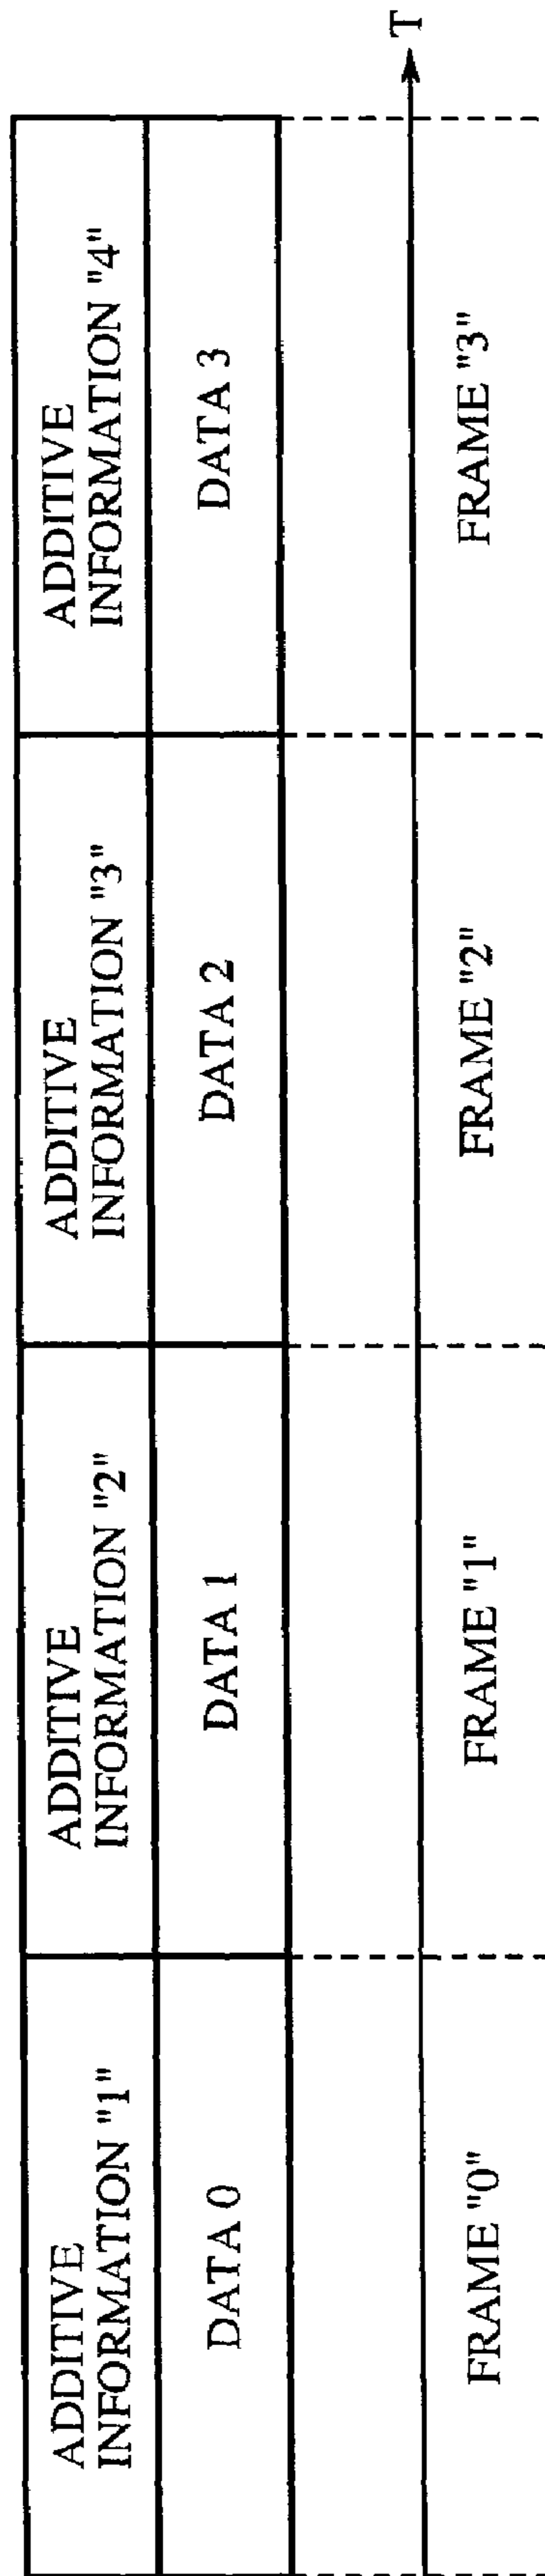 ADDITIVE
INFORMATION "1"
ADDITIVE
INFORMATION "2"
ADDITIVE
INFORMATION "3"
ADDITIVE
INFORMATION "4"
DATA 0
DATA 1
DATA 2
DATA 3
T
FRAME "0"
FRAME "1"
FRAME "2"
FRAME "3"